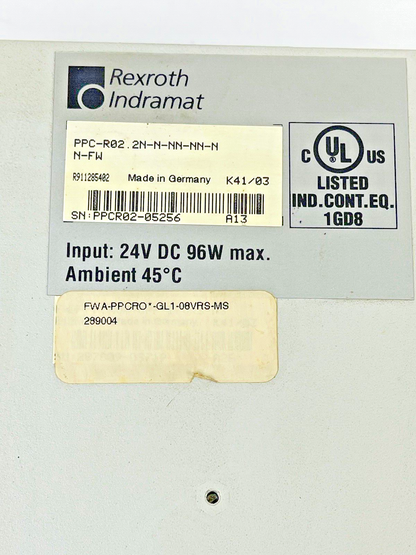 Rexroth
Indramat
PPC-R02.2N-N-NN-NN-N
N-FW
R911285402 Made in Germany K41/03
SN:PPCR02-05256 A13
C UL US
LISTED
IND.CONT.EQ.
1GD8
Input: 24V DC 96W max.
Ambient 45°C
FWA-PPCRO*-GL1-08VRS-MS
289004